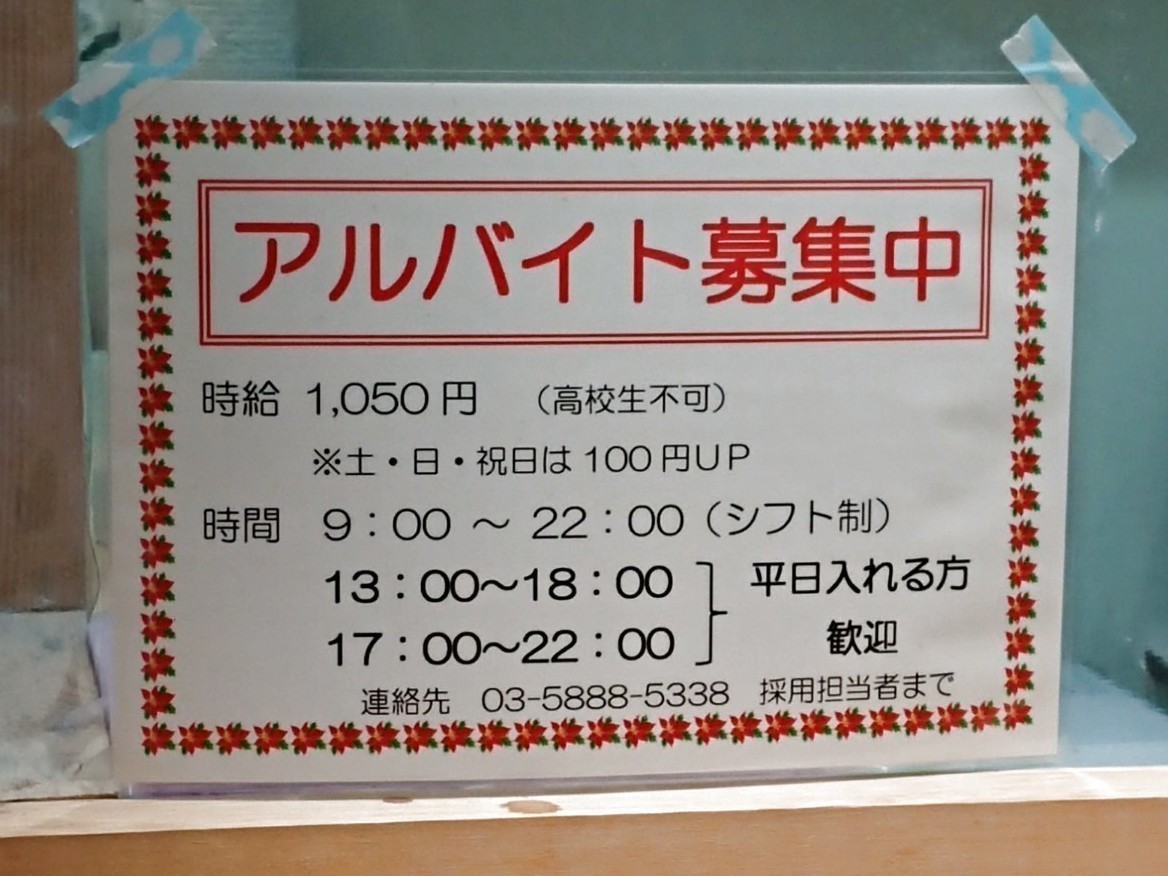 アルバイト募集中
時給 1,050円 （高校生不可）
※土・日・祝日は100円UP
時間 9：00 ～ 22：00（シフト制）
13：00～18：00 平日入れる方
17：00～22：00 歓迎
連絡先 03-5888-5338 採用担当者まで